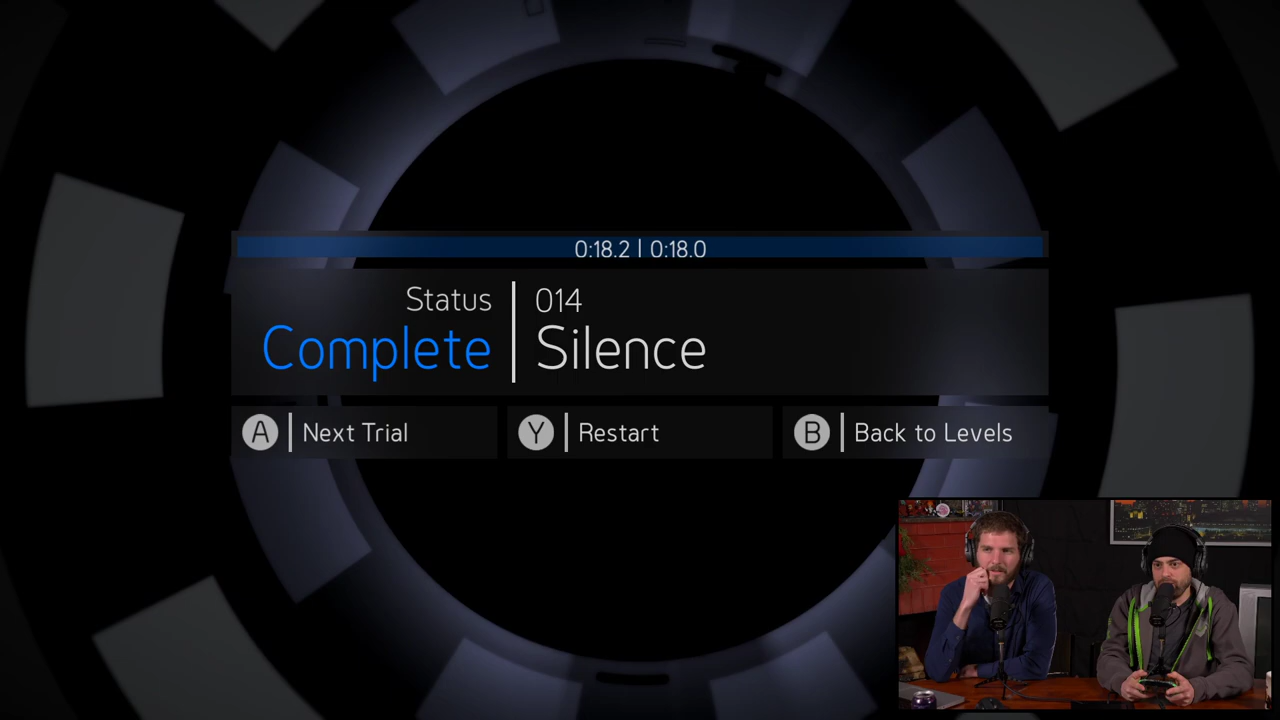 0:18.2 | 0:18.0
Status
Complete
014
Silence
A | Next Trial
Y | Restart
B | Back to Levels